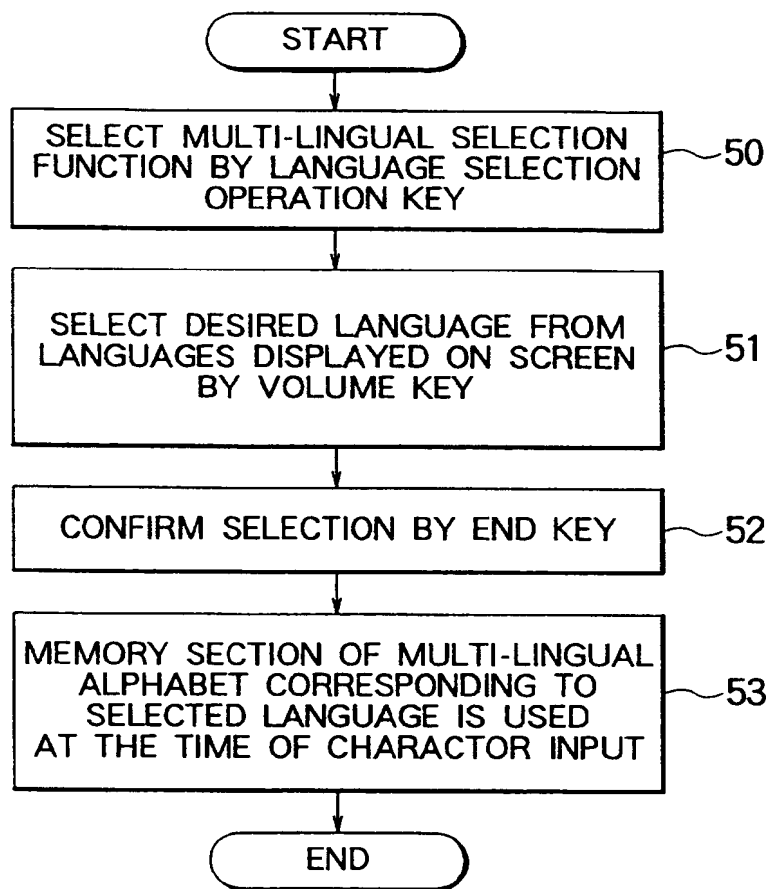 START
SELECT MULTI-LINGUAL SELECTION
FUNCTION BY LANGUAGE SELECTION
OPERATION KEY
50
SELECT DESIRED LANGUAGE FROM
LANGUAGES DISPLAYED ON SCREEN
BY VOLUME KEY
51
CONFIRM SELECTION BY END KEY
52
MEMORY SECTION OF MULTI-LINGUAL
ALPHABET CORRESPONDING TO
SELECTED LANGUAGE IS USED
AT THE TIME OF CHARACTOR INPUT
53
END